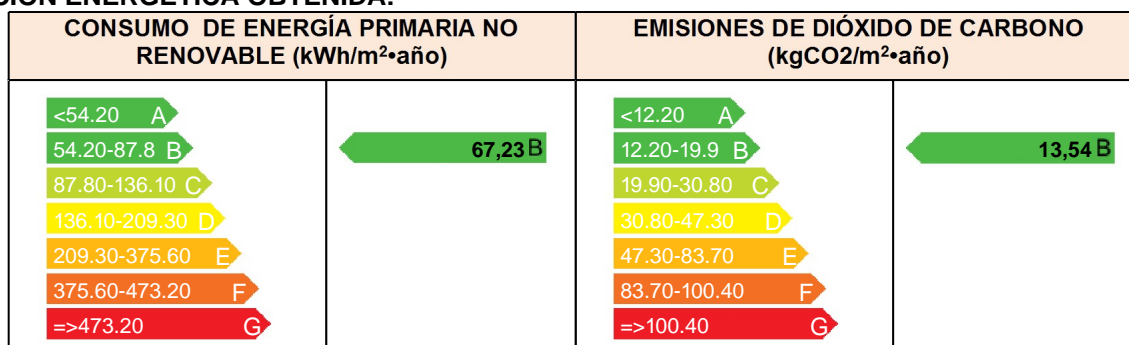 CONSUMO DE ENERGÍA PRIMARIA NO
RENOVABLE (kWh/m²•año)
EMISIONES DE DIÓXIDO DE CARBONO
(kgCO2/m²•año)
<54.20 A
54.20-87.8 B
87.80-136.10 C
136.10-209.30 D
209.30-375.60 E
375.60-473.20 F
=>473.20 G
67,23 B
<12.20 A
12.20-19.9 B
19.90-30.80 C
30.80-47.30 D
47.30-83.70 E
83.70-100.40 F
=>100.40 G
13,54 B